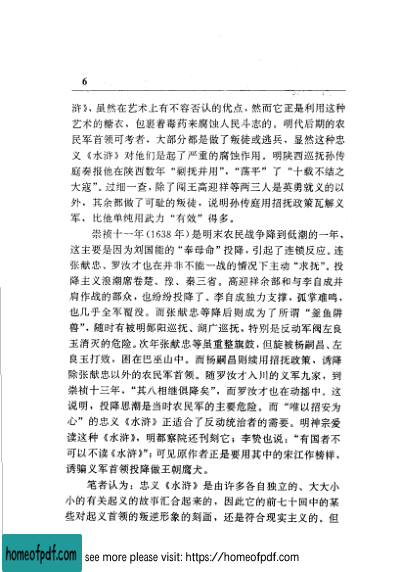 6
浒》，虽然在艺术上有不容否认的优点，然而它正是利用这种
艺术的糖衣，包裹着毒药来腐蚀人民斗志的。明代后期的农
民军首领可考者，大部分都是做了叛徒或逃兵，显然这种忠
义《水浒》对他们是起了严重的腐蚀作用。明陕西巡抚孙传
庭奏报他在陕西数年“剿抚并用”，“荡平”了“十载不结之
大寇”。过细一查，除了闯王高迎祥等两三人是英勇就义的以
外，其余都做了可耻的叛徒，说明孙传庭用招抚政策瓦解义
军，比他单纯用武力“有效”得多。
崇祯十一年（1638年）是明末农民战争降到低潮的一年，
这主要是因为刘国能的“奉母命”投降，引起了连锁反应。连
张献忠、罗汝才也在并非不能一战的情况下主动“求抚”。投
降主义浪潮席卷楚、豫、秦三省。高迎祥余部和与李自成并
肩作战的部众，也纷纷投降了。李自成独力支撑，孤掌难鸣，
也几乎全军覆没。而张献忠等降后则成为了所谓“釜鱼阱
兽”，随时有被明郧阳巡抚、湖广巡抚，特别是反动军阀左良
玉消灭的危险。次年张献忠等虽重整旗鼓，但旋被杨嗣昌、左
良玉打败，困在巴巫山中。而杨嗣昌则续用招抚政策，诱降
除张献忠以外的农民军首领。随罗汝才入川的义军九家，到
崇祯十三年，“其八相继俱降矣”，而罗汝才也在动摇中。这
说明，投降思潮是当时农民军的主要危险。而“唯以招安为
心”的忠义《水浒》正适合了反动统治者的需要。明神宗爱
读这种《水浒》，明都察院还刊刻它；李贽也说：“有国者不
可以不读《水浒》”；可见原作者正是要用其中的宋江作榜样，
诱骗义军首领投降做王朝鹰犬。
笔者认为：忠义《水浒》是由许多各自独立的、大大小
小的有关起义的故事汇合起来的，因此它的前七十回中的某
些对起义首领的叛逆形象的刻画，还是符合现实主义的。但
homeofpdf.com
see more please visit: https://homeofpdf.com